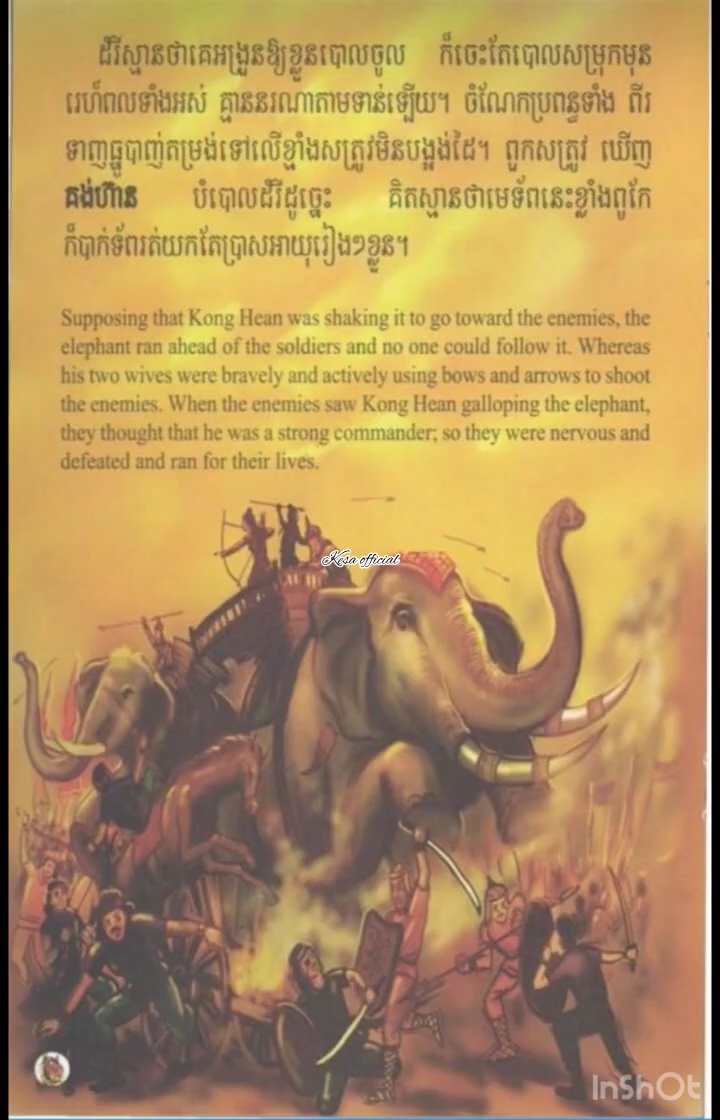 ដំរីស្មានថាគេអង្រួនឱ្យខ្លួនបោលចូល ក៏ចេះតែបោលសម្រុកមុន
រេហ៍ពលទាំងអស់ គ្មាននរណាតាមទាន់ឡើយ។ ចំណែកប្រពន្ធទាំង ពីរ
ទាញធ្នូបាញ់តម្រង់ទៅលើខ្មាំងសត្រូវមិនបង្អង់ដៃ។ ពួកសត្រូវ ឃើញ
គង់ហ៊ាន បំបោលដំរីដូច្នេះ គិតស្មានថាមេទ័ពនេះខ្លាំងពូកែ
ក៏បាក់ទ័ពរត់យកតែប្រាសអាយុរៀងៗខ្លួន។
Supposing that Kong Hean was shaking it to go toward the enemies, the
elephant ran ahead of the soldiers and no one could follow it. Whereas
his two wives were bravely and actively using bows and arrows to shoot
the enemies. When the enemies saw Kong Hean galloping the elephant,
they thought that he was a strong commander; so they were nervous and
defeated and ran for their lives.
Kesa official
InShOt